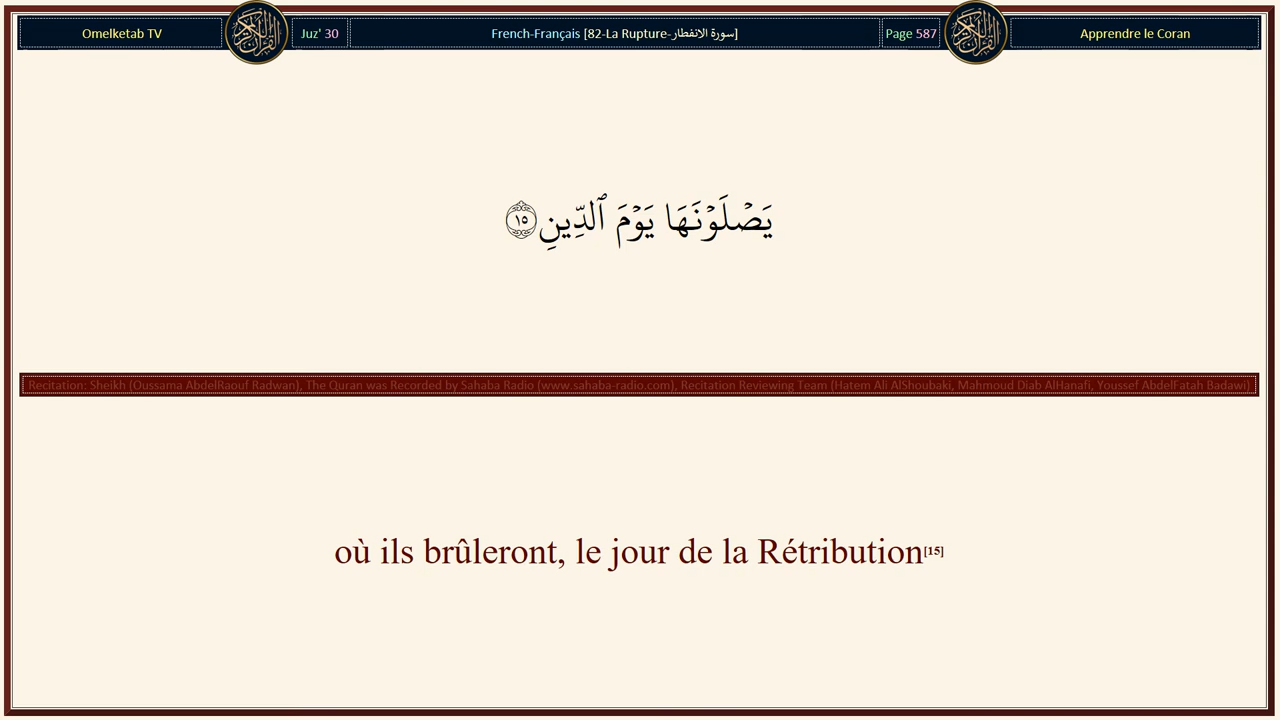 Omelketab TV
Juz' 30
French-Français [82-La Rupture-سورة الانفطار]
Page 587
Apprendre le Coran
يَصۡلَوۡنَهَا يَوۡمَ ٱلدِّينِ ١٥
Recitation: Sheikh (Oussama AbdelRaouf Radwan), The Quran was Recorded by Sahaba Radio (www.sahaba-radio.com), Recitation Reviewing Team (Hatem Ali AlShoubaki, Mahmoud Diab AlHanafi, Youssef AbdelFatah Badawi)
où ils brûleront, le jour de la Rétribution[15]